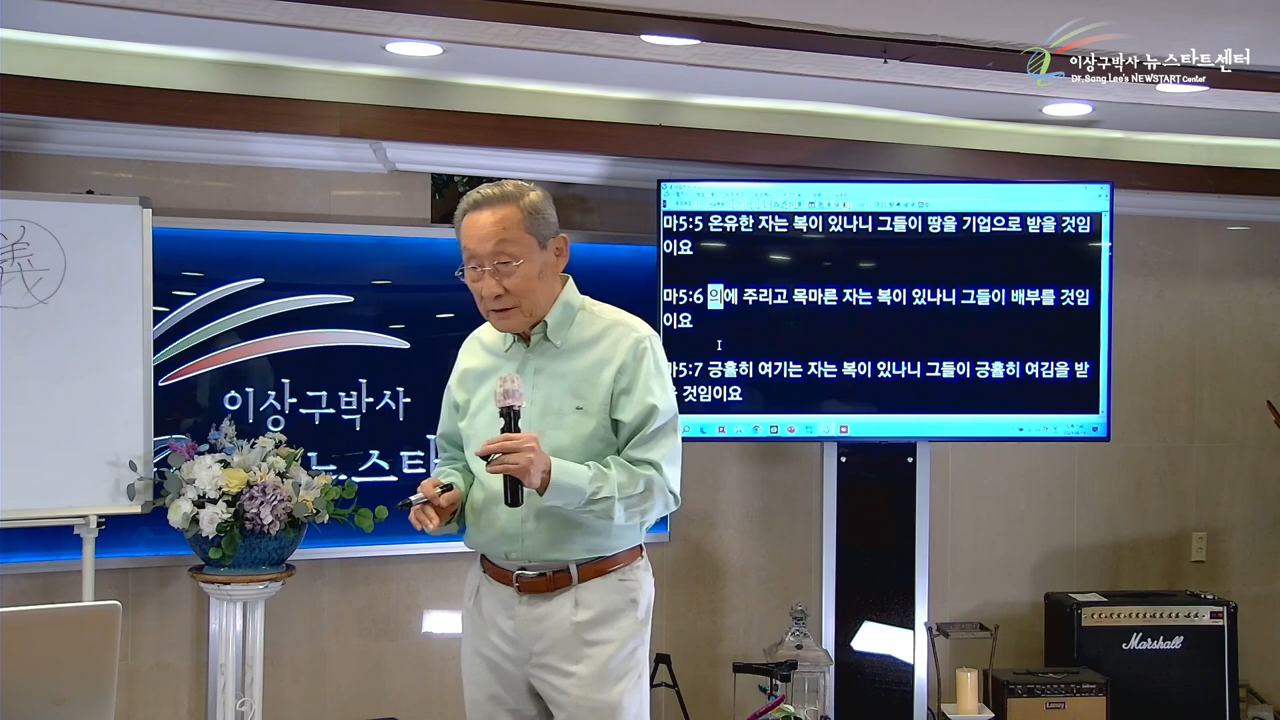 이상구박사 뉴스타트센터
Dr. Sang Lee's NEWSTART Center
義
마5:5 온유한 자는 복이 있나니 그들이 땅을 기업으로 받을 것임
이요
마5:6 의에 주리고 목마른 자는 복이 있나니 그들이 배부를 것임
이요
마5:7 긍휼히 여기는 자는 복이 있나니 그들이 긍휼히 여김을 받
것임이요
이상구박사
뉴스타
Marshall
Laney